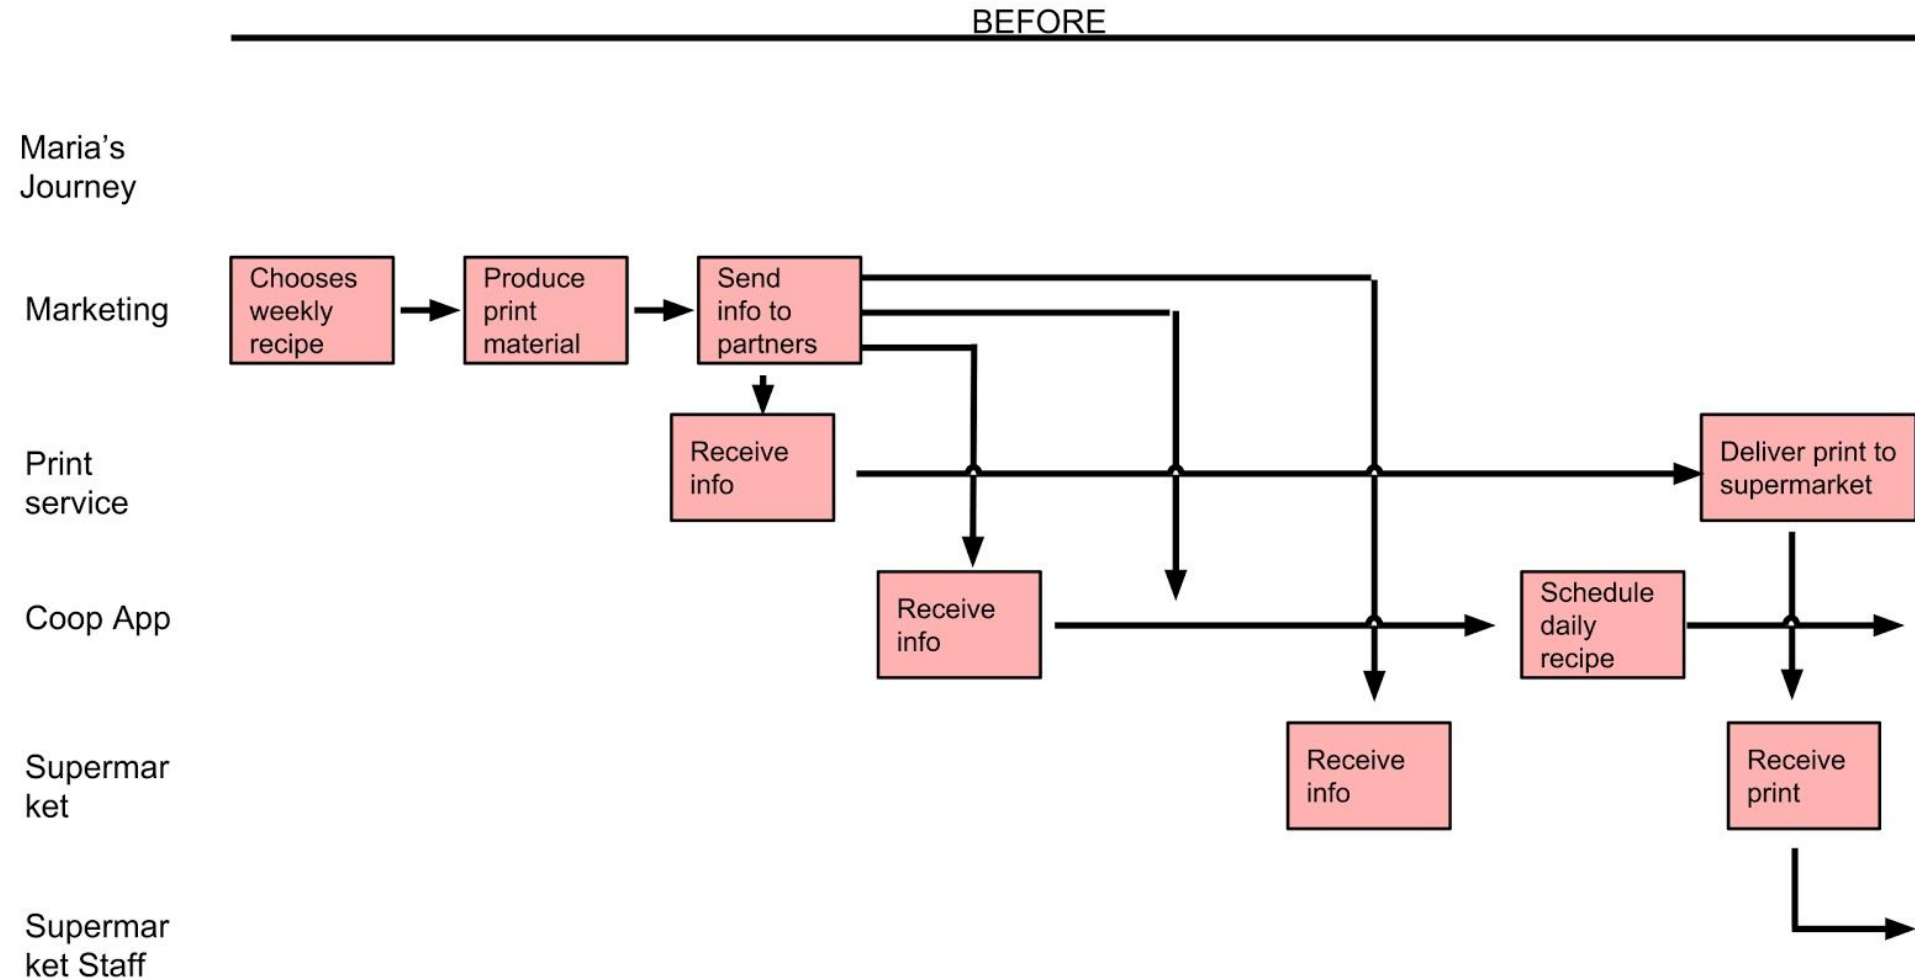 BEFORE
Maria’s
Journey
Marketing
Chooses
weekly
recipe
Produce
print
material
Send
info to
partners
Print
service
Receive
info
Deliver print to
supermarket
Coop App
Receive
info
Schedule
daily
recipe
Supermar
ket
Receive
info
Receive
print
Supermar
ket Staff